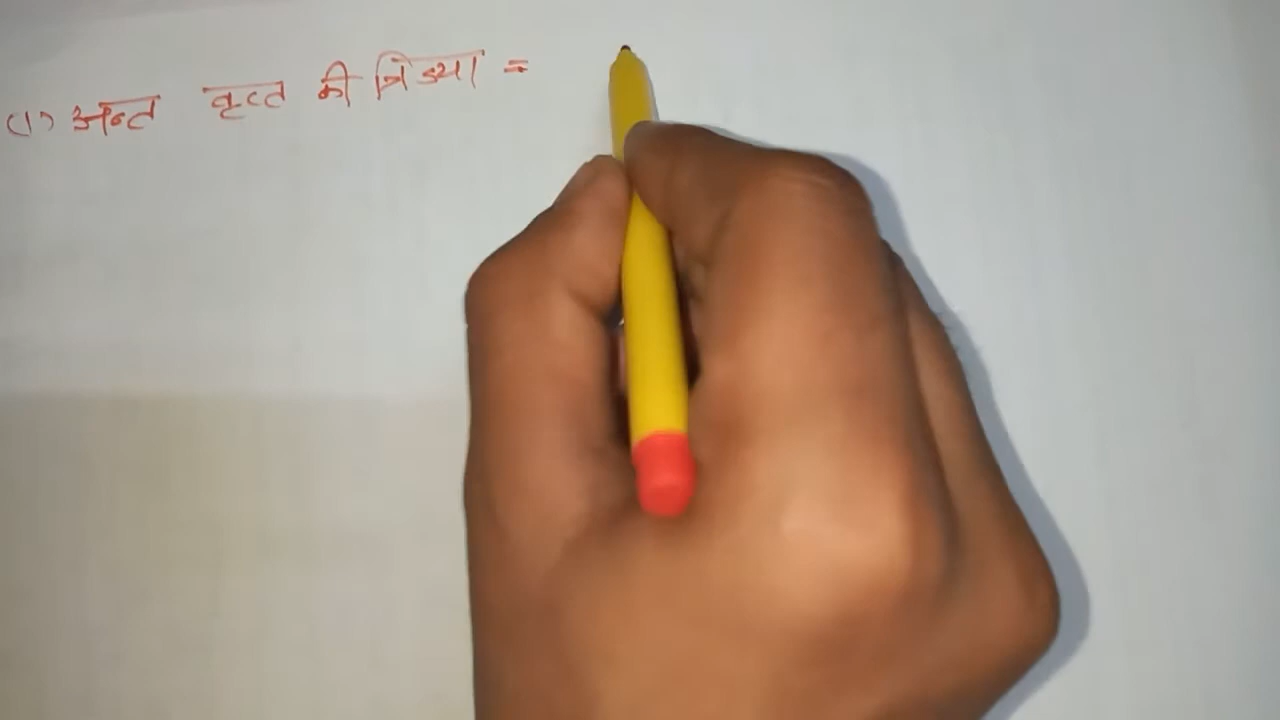 (1) अन्त वृत्त की त्रिज्या =